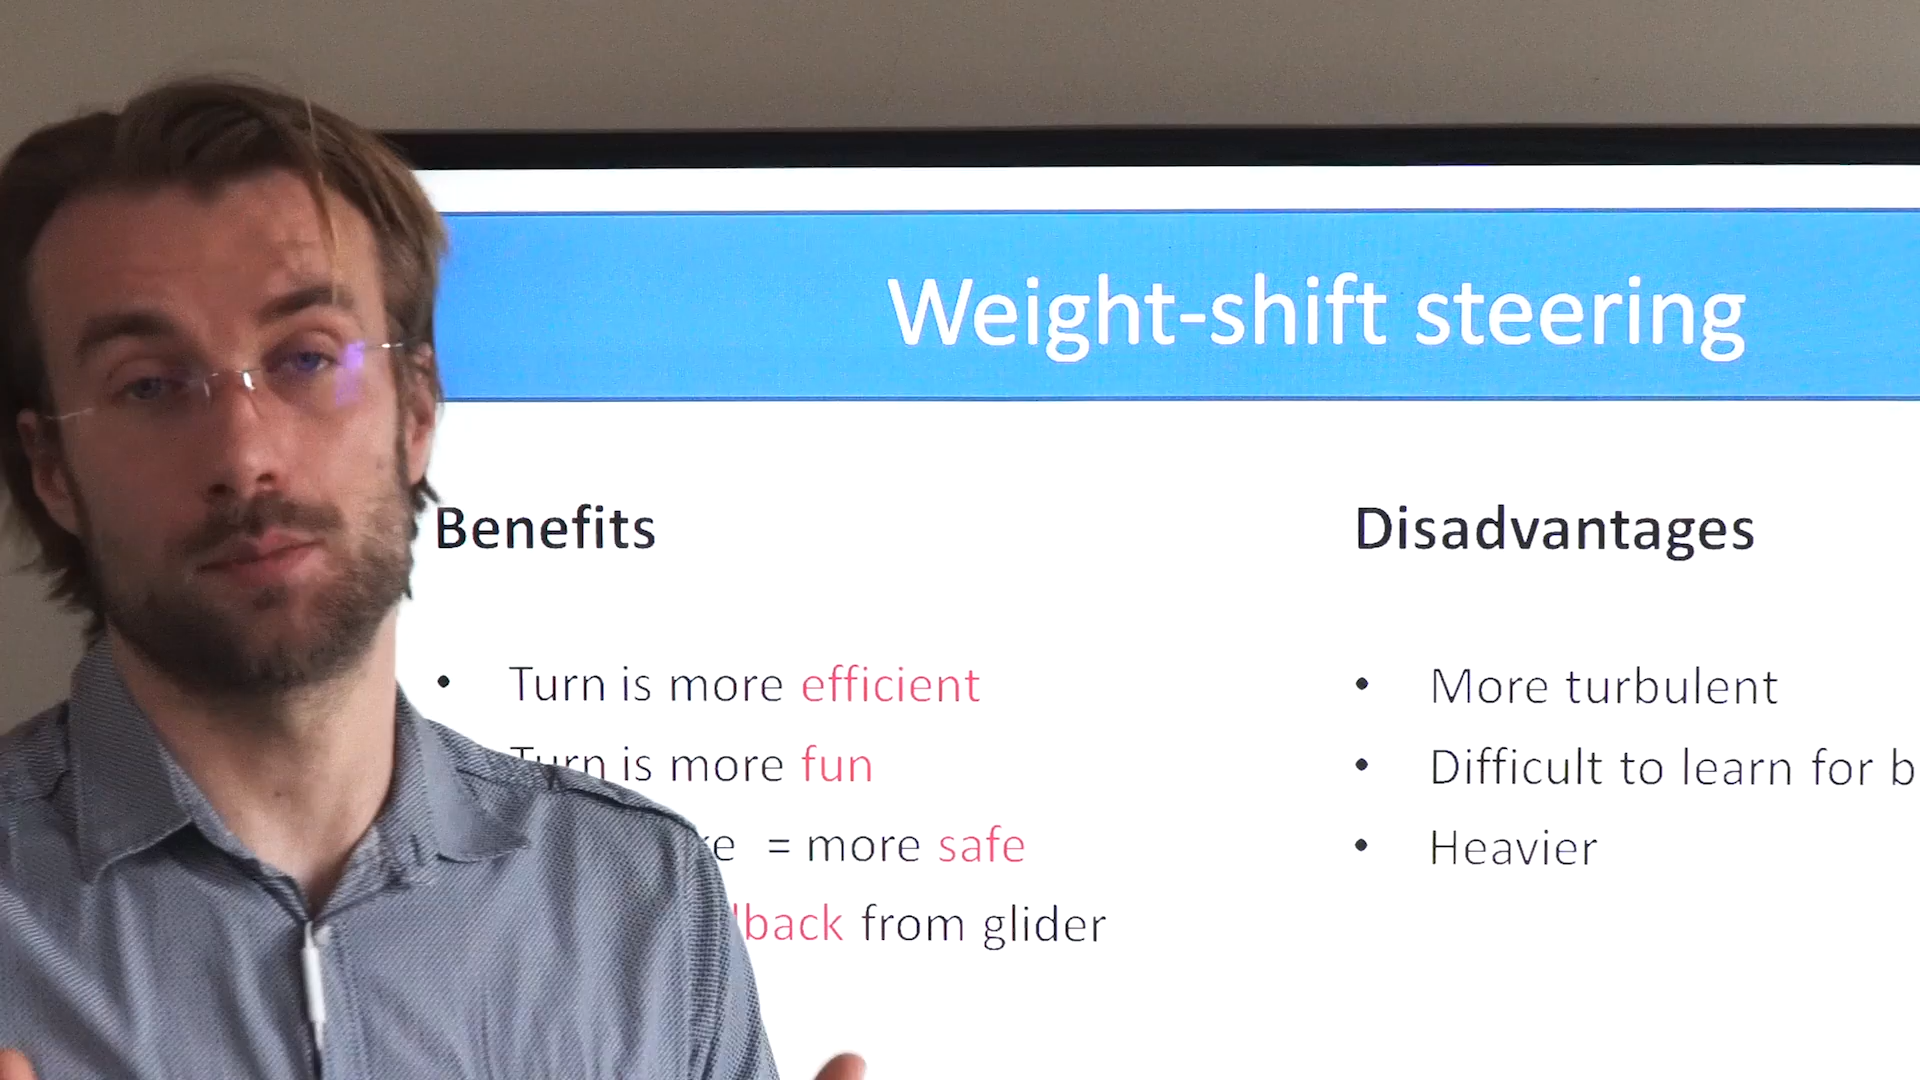 Weight-shift steering
Benefits
Disadvantages
• Turn is more efficient
• More turbulent
Turn is more fun
• Difficult to learn for
= more safe
• Heavier
from glider